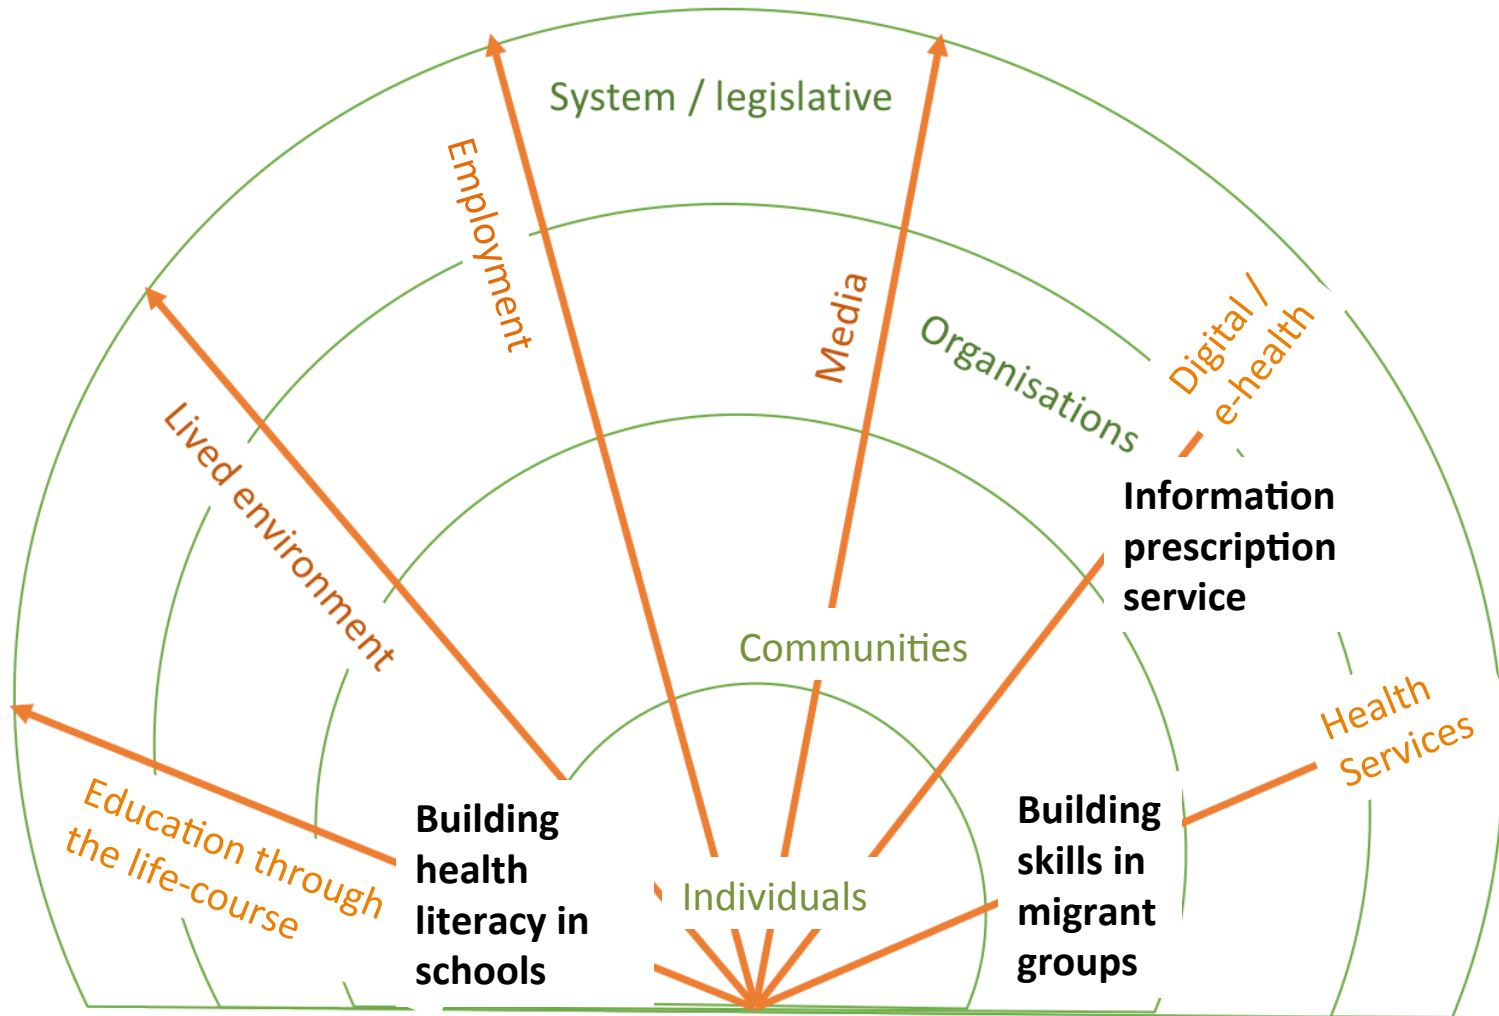 System / legislative
Employment
Media
Organisations
Digital /
e-health
Lived environment
Information
prescription
service
Communities
Health
Services
Education through
the life-course
Building
health
literacy in
schools
Individuals
Building
skills in
migrant
groups